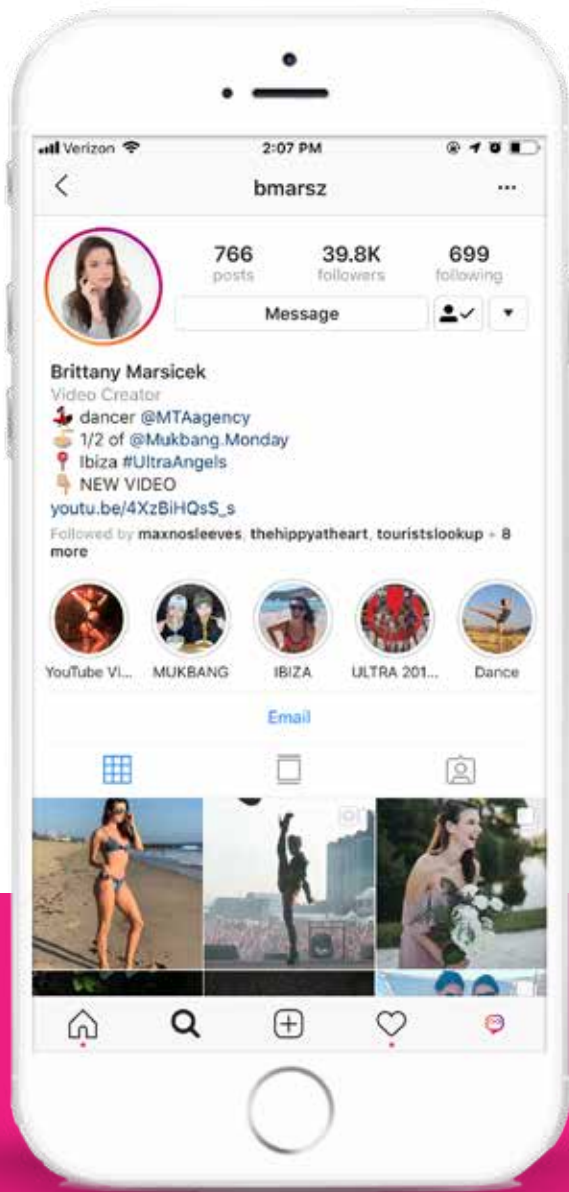 Verizon 2:07 PM
bmarsz
766 39.8K 699
posts followers following
Message
Brittany Marsicek
Video Creator
💃 dancer @MTAagency
🍜 1/2 of @Mukbang.Monday
📍 Ibiza #UltraAngels
👇🏼 NEW VIDEO
youtu.be/4XzBiHQsS_s
Followed by maxnosleeves, thehippyatheart, touristslookup + 8
more
YouTube Vi... MUKBANG IBIZA ULTRA 201... Dance
Email